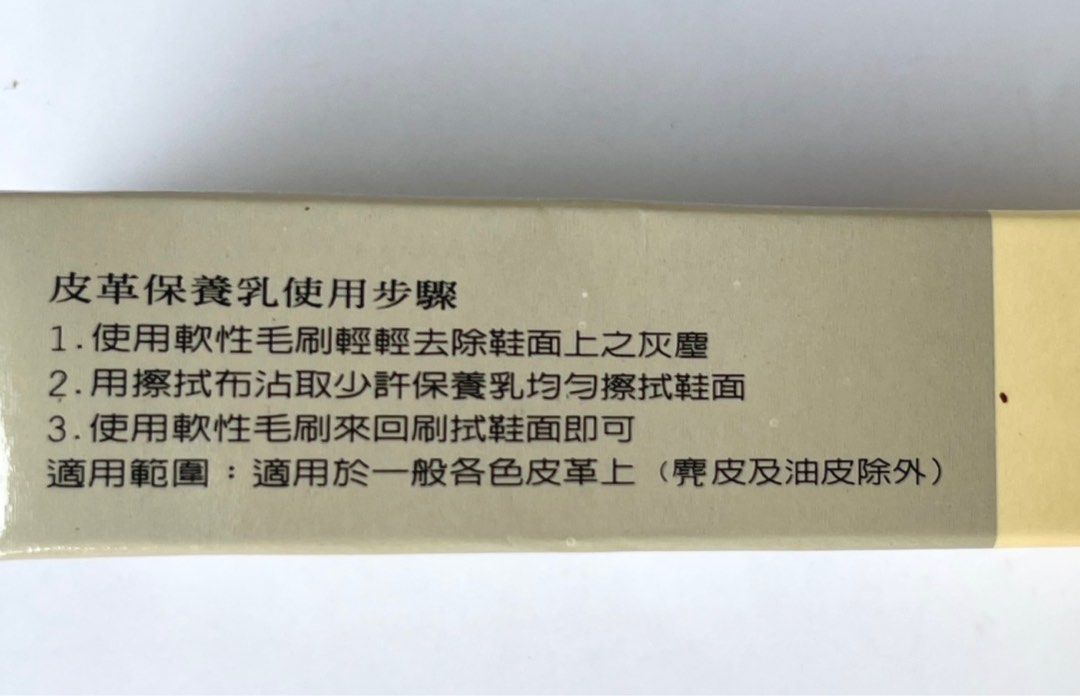 皮革保養乳使用步驟
1.使用軟性毛刷輕輕去除鞋面上之灰塵
2.用擦拭布沾取少許保養乳均勻擦拭鞋面
3.使用軟性毛刷來回刷拭鞋面即可
適用範圍：適用於一般各色皮革上（麂皮及油皮除外）